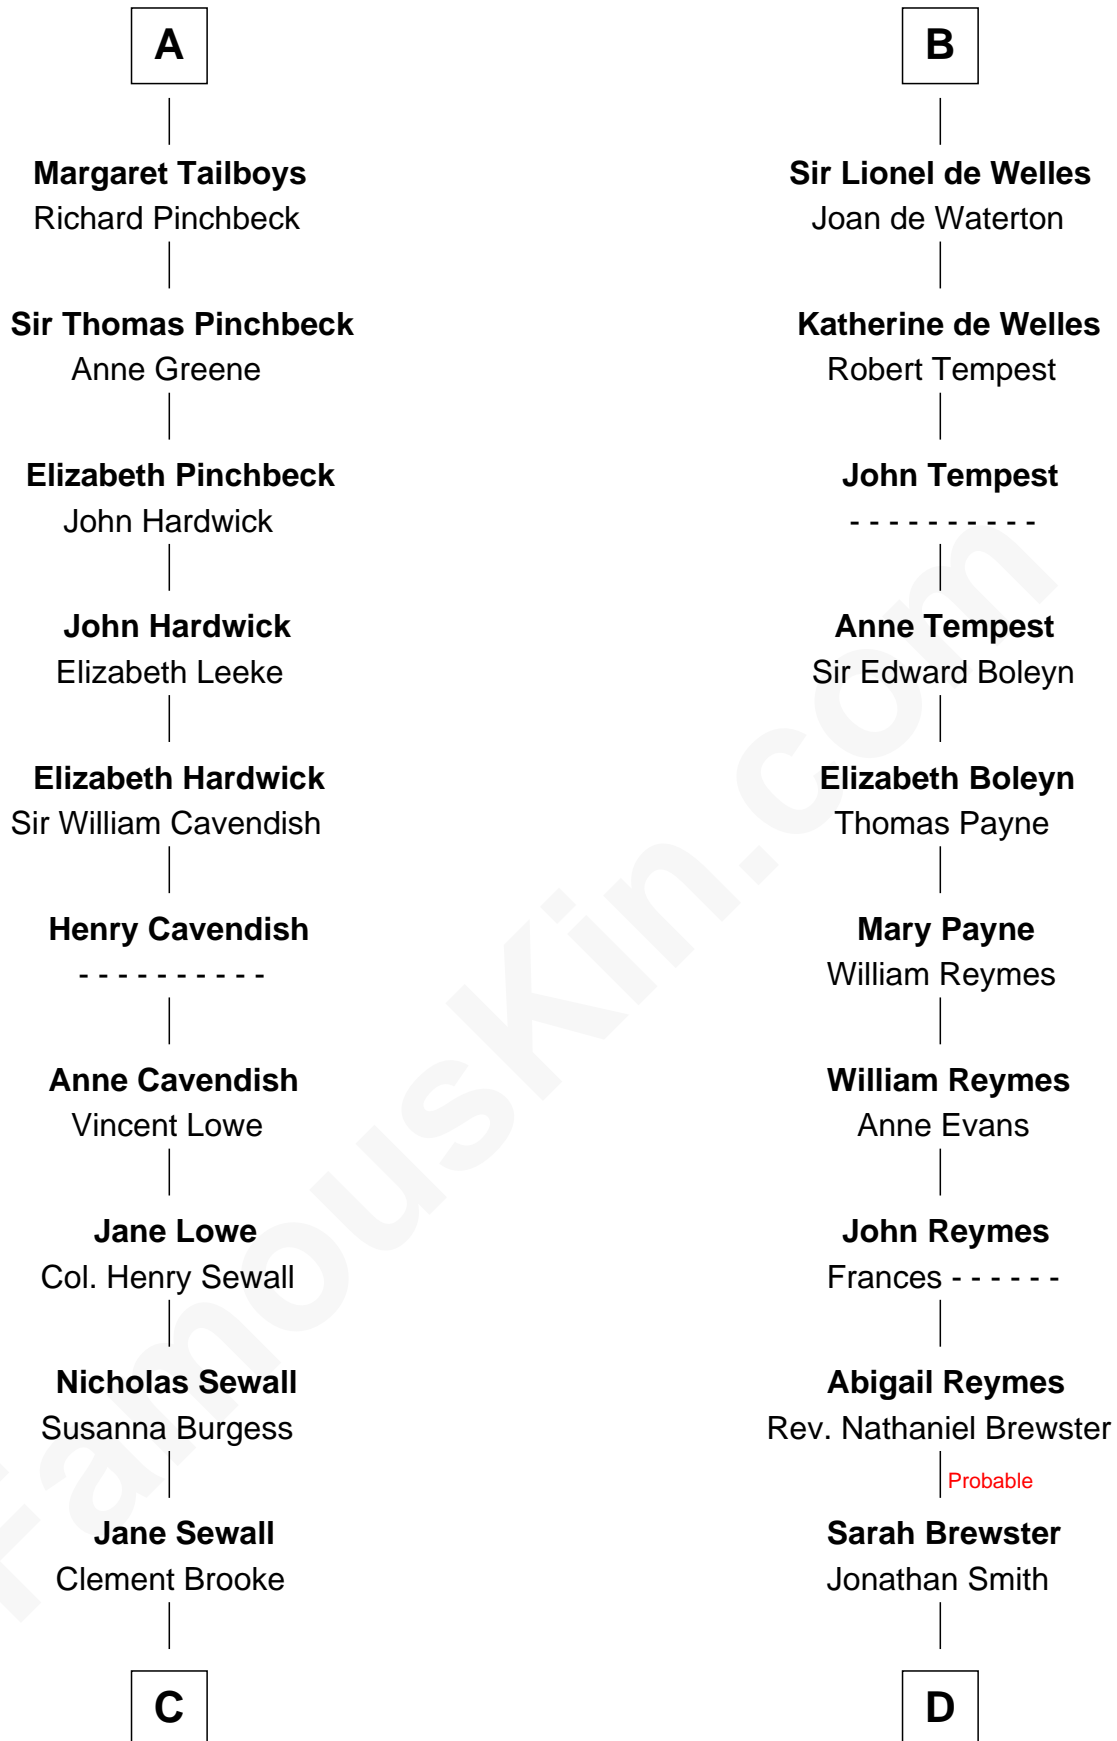 A
Margaret Tailboys
Richard Pinchbeck
Sir Thomas Pinchbeck
Anne Greene
Elizabeth Pinchbeck
John Hardwick
John Hardwick
Elizabeth Leeke
Elizabeth Hardwick
Sir William Cavendish
Henry Cavendish
- - - - - - - - - -
Anne Cavendish
Vincent Lowe
Jane Lowe
Col. Henry Sewall
Nicholas Sewall
Susanna Burgess
Jane Sewall
Clement Brooke
C
B
Sir Lionel de Welles
Joan de Waterton
Katherine de Welles
Robert Tempest
John Tempest
- - - - - - - - - -
Anne Tempest
Sir Edward Boleyn
Elizabeth Boleyn
Thomas Payne
Mary Payne
William Reymes
William Reymes
Anne Evans
John Reymes
Frances - - - - - -
Abigail Reymes
Rev. Nathaniel Brewster
Probable
Sarah Brewster
Jonathan Smith
D
FamousKin.com